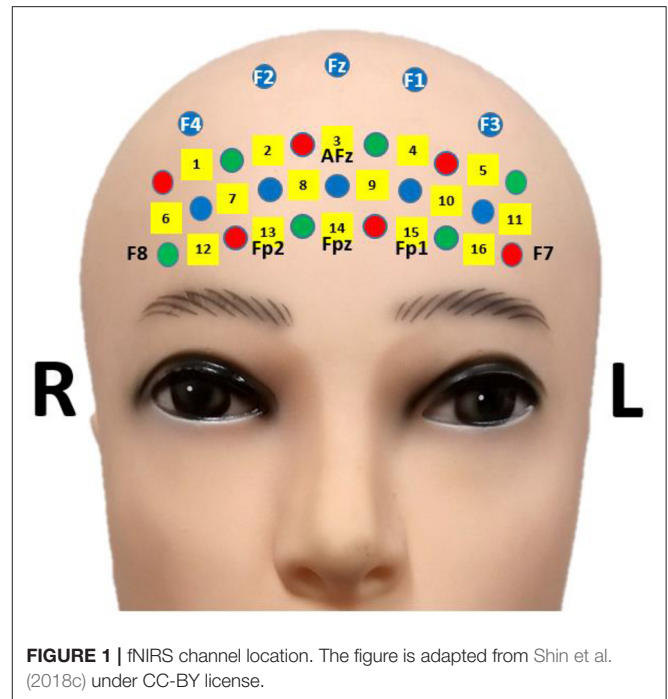 F2 Fz F1
F4 F3
1 2 3 4 5
AFz
6 7 8 9 10 11
F8 12 13 14 15 16 F7
Fp2 Fpz Fp1
R L
FIGURE 1 | fNIRS channel location. The figure is adapted from Shin et al.
(2018c) under CC-BY license.